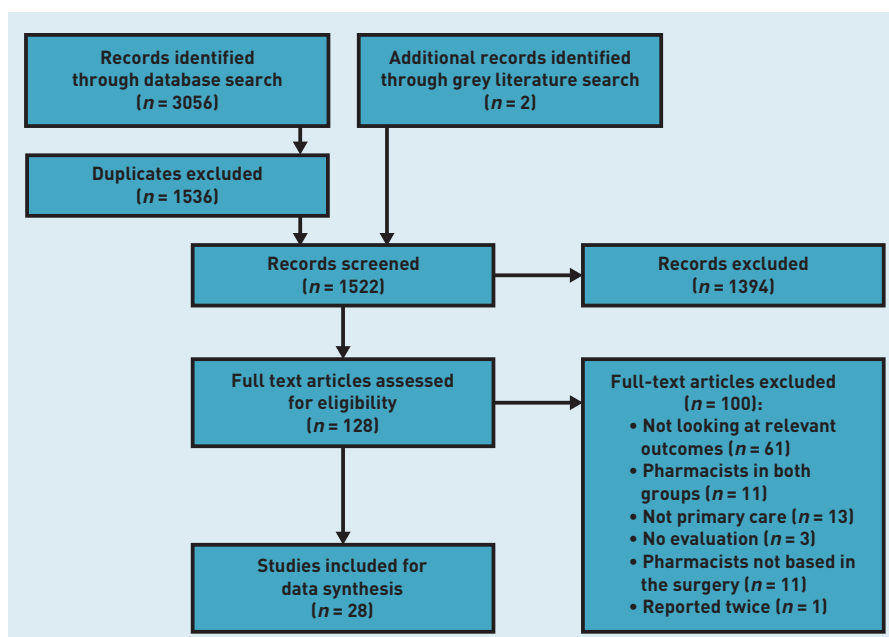 Records identified
through database search
(n = 3056)
Additional records identified
through grey literature search
(n = 2)
Duplicates excluded
(n = 1536)
Records screened
(n = 1522)
Records excluded
(n = 1394)
Full text articles assessed
for eligibility
(n = 128)
Full-text articles excluded
(n = 100):
• Not looking at relevant
outcomes (n = 61)
• Pharmacists in both
groups (n = 11)
• Not primary care (n = 13)
• No evaluation (n = 3)
• Pharmacists not based in
the surgery (n = 11)
• Reported twice (n = 1)
Studies included for
data synthesis
(n = 28)